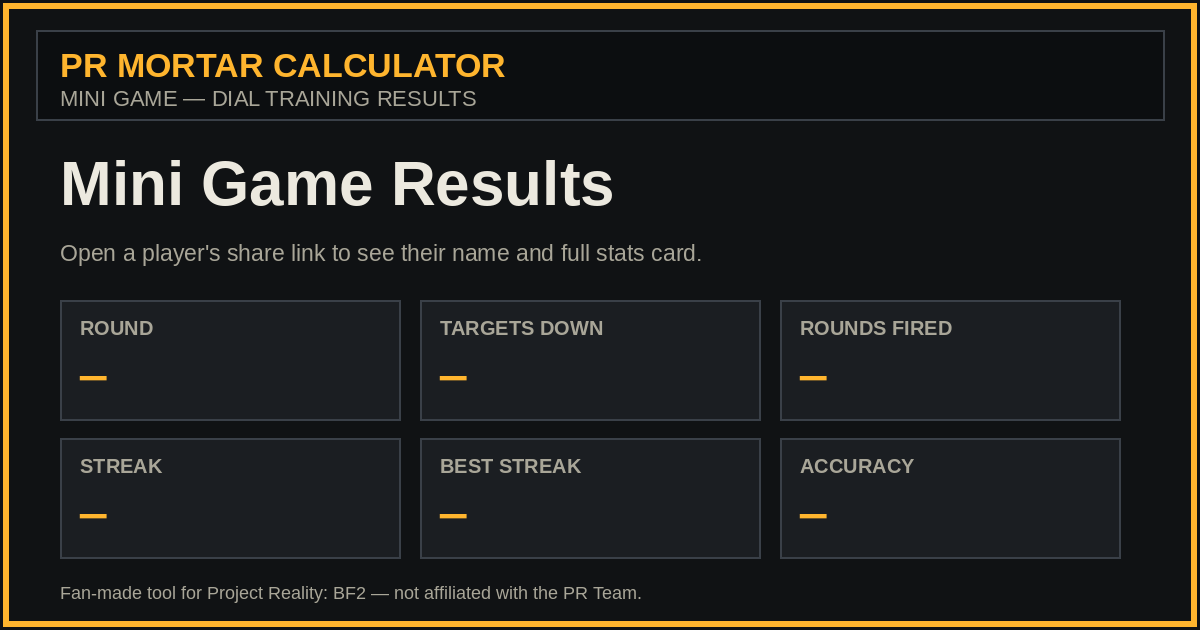 PR MORTAR CALCULATOR
MINI GAME — DIAL TRAINING RESULTS
Mini Game Results
Open a player's share link to see their name and full stats card.
ROUND
—
TARGETS DOWN
—
ROUNDS FIRED
—
STREAK
—
BEST STREAK
—
ACCURACY
—
Fan-made tool for Project Reality: BF2 — not affiliated with the PR Team.